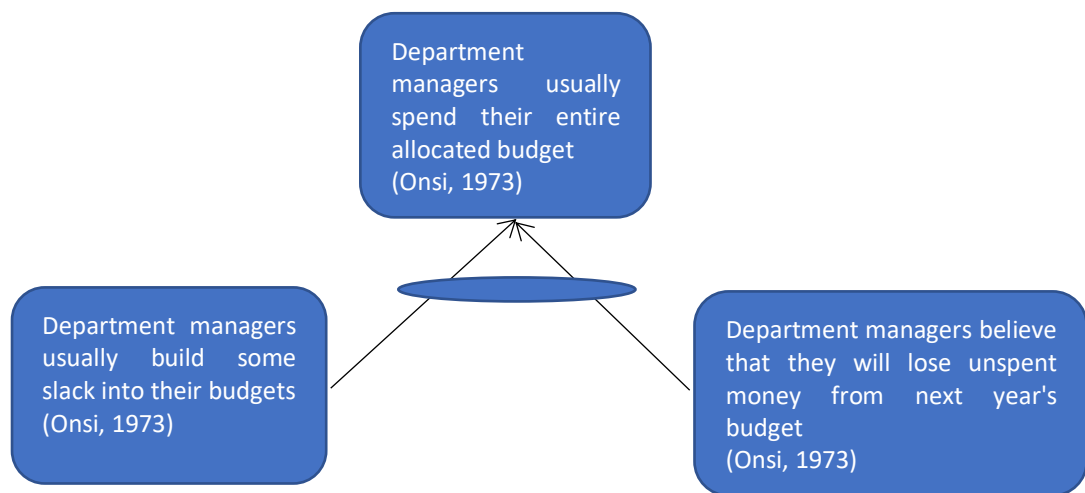 Department
managers usually
spend their entire
allocated budget
(Onsi, 1973)
Department managers
usually build some
slack into their budgets
(Onsi, 1973)
Department managers believe
that they will lose unspent
money from next year's
budget
(Onsi, 1973)